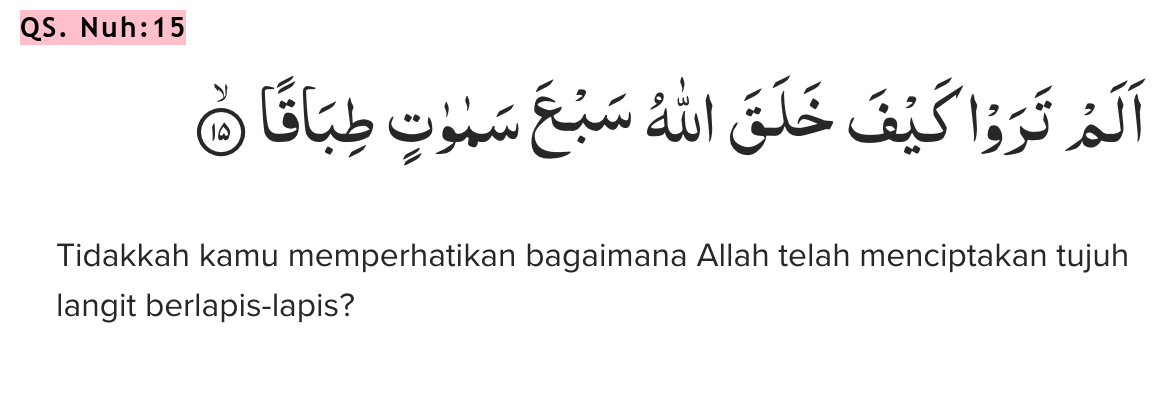 QS. Nuh:15
اَلَمْ تَرَوْا كَيْفَ خَلَقَ اللّٰهُ سَبْعَ سَمٰوٰتٍ طِبَاقًا ۙ ١٥
Tidakkah kamu memperhatikan bagaimana Allah telah menciptakan tujuh
langit berlapis-lapis?